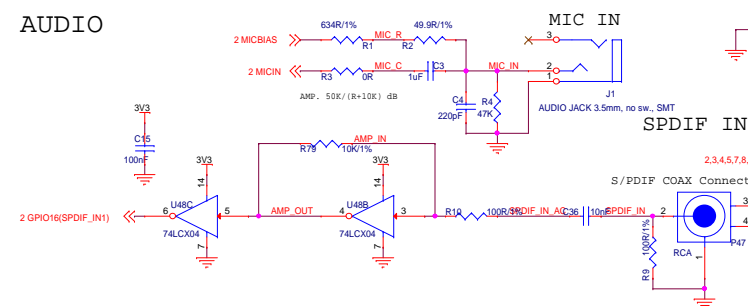 AUDIO
MIC IN
634R/1%
49.9R/1%
2 MICBIAS
MIC_R
R1
R2
3
2 MICIN
MIC_C
C3
MIC_IN
2
R3
0R
1uF
1
J1
AMP. 50K/(R+10K) dB
C4
R4
47K
220pF
AUDIO JACK 3.5mm, no sw., SMT
3V3
SPDIF IN
C15
100nF
AMP_IN
R79
10K/1%
2,3,4,5,7,8,
3V3
3V3
S/PDIF COAX Connect
14
14
U48C
U48B
2 GPIO16(SPDIF_IN1)
6
5
AMP_OUT
4
3
R10
100R/1%
SPDIF_IN_AC
C36
10nF
SPDIF_IN
2
3
4
74LCX04
74LCX04
7
7
R9
100R/1%
RCA
1
P47